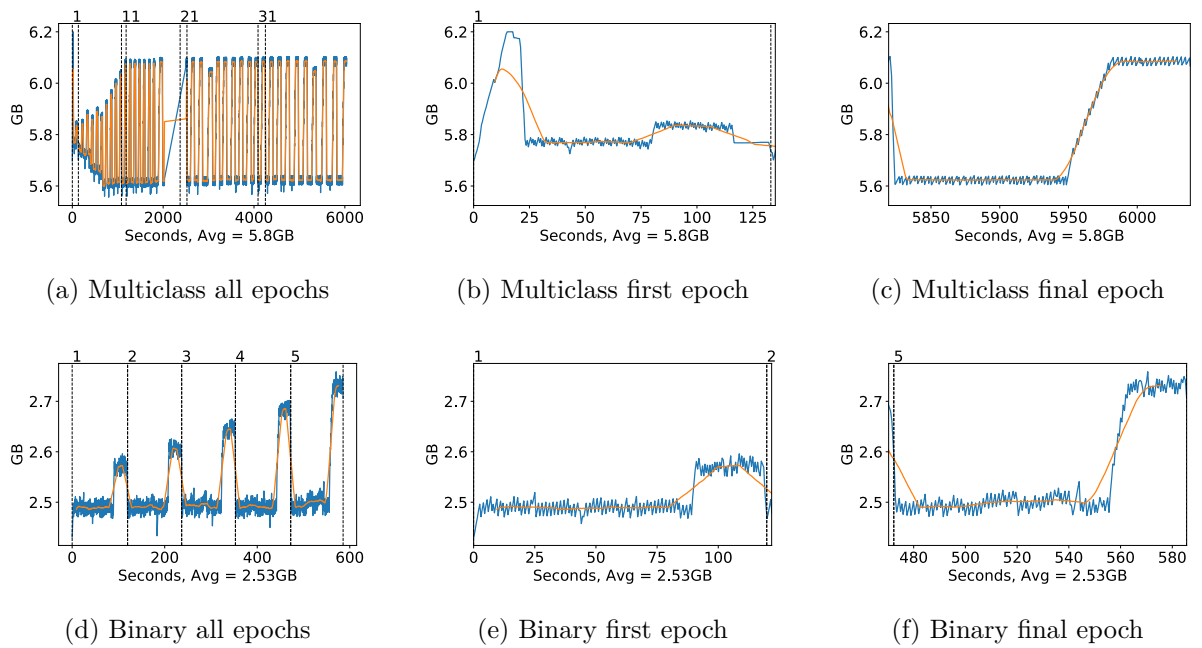 1 11 21 31
6.2
6.0
5.8
5.6
GB
0 2000 4000 6000
Seconds, Avg = 5.8GB
(a) Multiclass all epochs
1
6.2
6.0
5.8
5.6
GB
0 25 50 75 100 125
Seconds, Avg = 5.8GB
(b) Multiclass first epoch
6.2
6.0
5.8
5.6
GB
5850 5900 5950 6000
Seconds, Avg = 5.8GB
(c) Multiclass final epoch
1 2 3 4 5
2.7
2.6
2.5
GB
0 200 400 600
Seconds, Avg = 2.53GB
(d) Binary all epochs
1 2
2.7
2.6
2.5
GB
0 25 50 75 100
Seconds, Avg = 2.53GB
(e) Binary first epoch
5
2.7
2.6
2.5
GB
480 500 520 540 560 580
Seconds, Avg = 2.53GB
(f) Binary final epoch